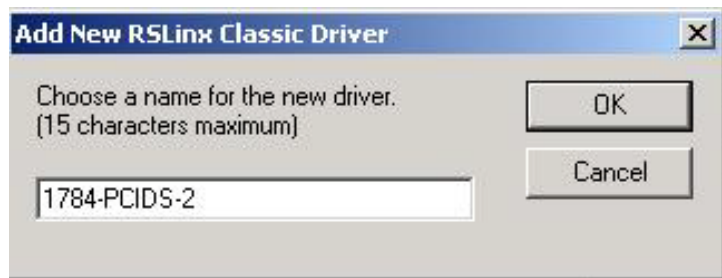 Add New RSLinx Classic Driver
Choose a name for the new driver.
(15 characters maximum)
OK
1784-PCIDS-2
Cancel